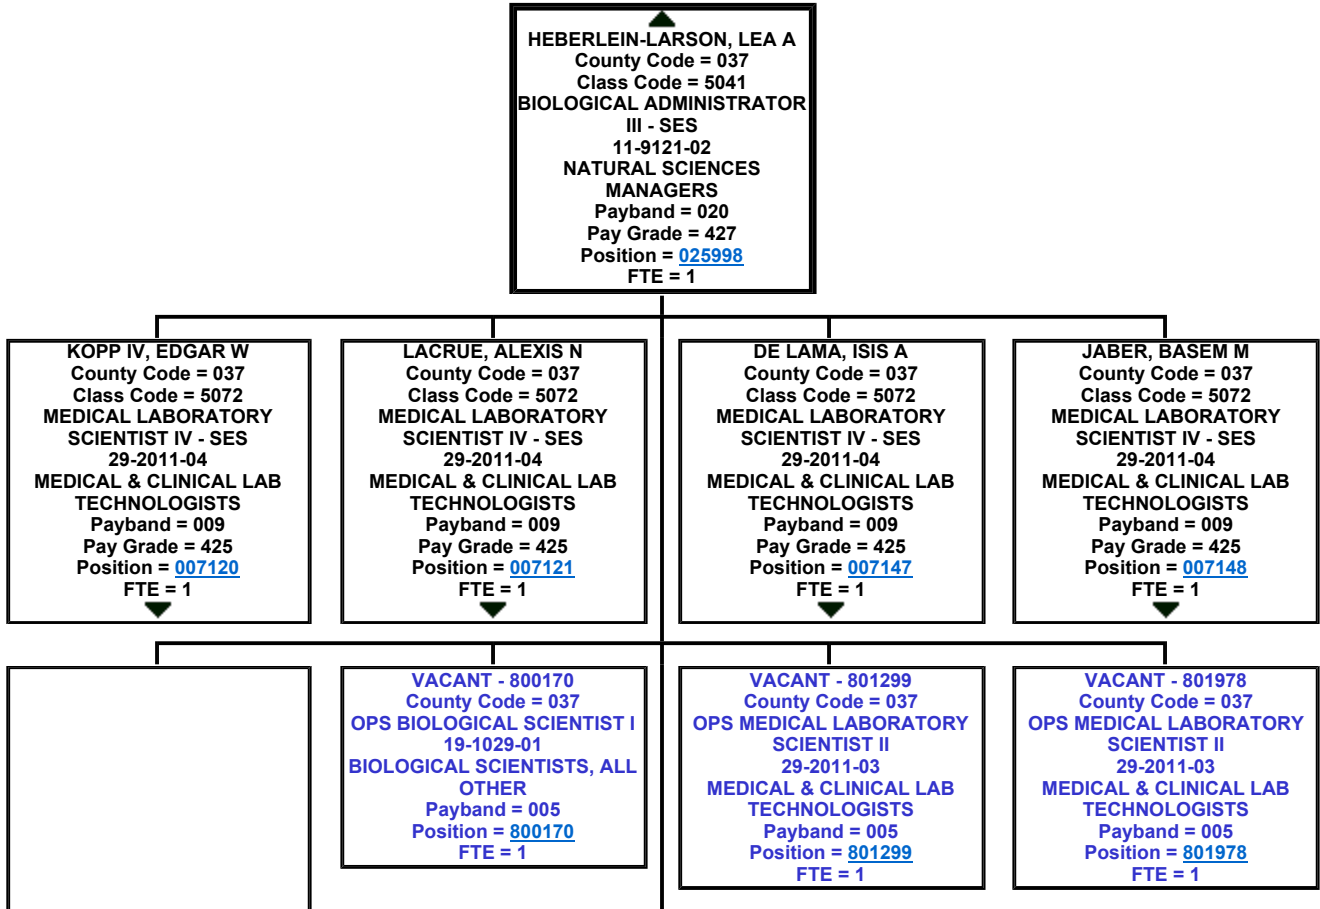 HEBERLEIN-LARSON, LEA A
County Code = 037
Class Code = 5041
BIOLOGICAL ADMINISTRATOR
III - SES
11-9121-02
NATURAL SCIENCES
MANAGERS
Payband = 020
Pay Grade = 427
Position = 025998
FTE = 1
KOPP IV, EDGAR W
County Code = 037
Class Code = 5072
MEDICAL LABORATORY
SCIENTIST IV - SES
29-2011-04
MEDICAL & CLINICAL LAB
TECHNOLOGISTS
Payband = 009
Pay Grade = 425
Position = 007120
FTE = 1
LACRUE, ALEXIS N
County Code = 037
Class Code = 5072
MEDICAL LABORATORY
SCIENTIST IV - SES
29-2011-04
MEDICAL & CLINICAL LAB
TECHNOLOGISTS
Payband = 009
Pay Grade = 425
Position = 007121
FTE = 1
DE LAMA, ISIS A
County Code = 037
Class Code = 5072
MEDICAL LABORATORY
SCIENTIST IV - SES
29-2011-04
MEDICAL & CLINICAL LAB
TECHNOLOGISTS
Payband = 009
Pay Grade = 425
Position = 007147
FTE = 1
JABER, BASEM M
County Code = 037
Class Code = 5072
MEDICAL LABORATORY
SCIENTIST IV - SES
29-2011-04
MEDICAL & CLINICAL LAB
TECHNOLOGISTS
Payband = 009
Pay Grade = 425
Position = 007148
FTE = 1
VACANT - 800170
County Code = 037
OPS BIOLOGICAL SCIENTIST I
19-1029-01
BIOLOGICAL SCIENTISTS, ALL
OTHER
Payband = 005
Position = 800170
FTE = 1
VACANT - 801299
County Code = 037
OPS MEDICAL LABORATORY
SCIENTIST II
29-2011-03
MEDICAL & CLINICAL LAB
TECHNOLOGISTS
Payband = 005
Position = 801299
FTE = 1
VACANT - 801978
County Code = 037
OPS MEDICAL LABORATORY
SCIENTIST II
29-2011-03
MEDICAL & CLINICAL LAB
TECHNOLOGISTS
Payband = 005
Position = 801978
FTE = 1